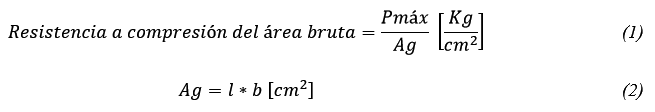 Resistencia a compresión del área bruta = Pmáx / Ag [Kg / cm²] (1)
Ag = l * b [cm²] (2)